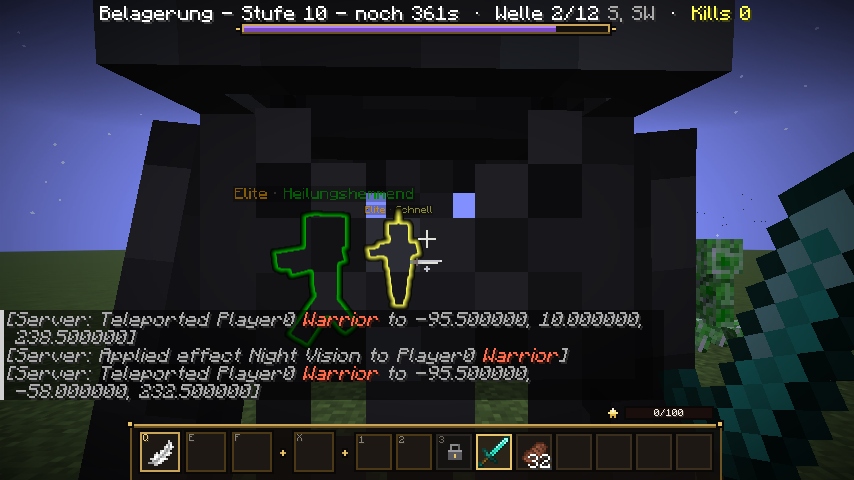 Belagerung - Stufe 10 - noch 361s · Welle 2/12 S, SW · Kills 0
Elite · Heilungshemmend
Elite · Schnell
[Server: Teleported Player0 Warrior to -95.500000, 10.000000,
238.500000]
[Server: Applied effect Night Vision to Player0 Warrior]
[Server: Teleported Player0 Warrior to -95.500000,
-58.000000, 232.500000]
0/100
Q E F X 1 2 3
32